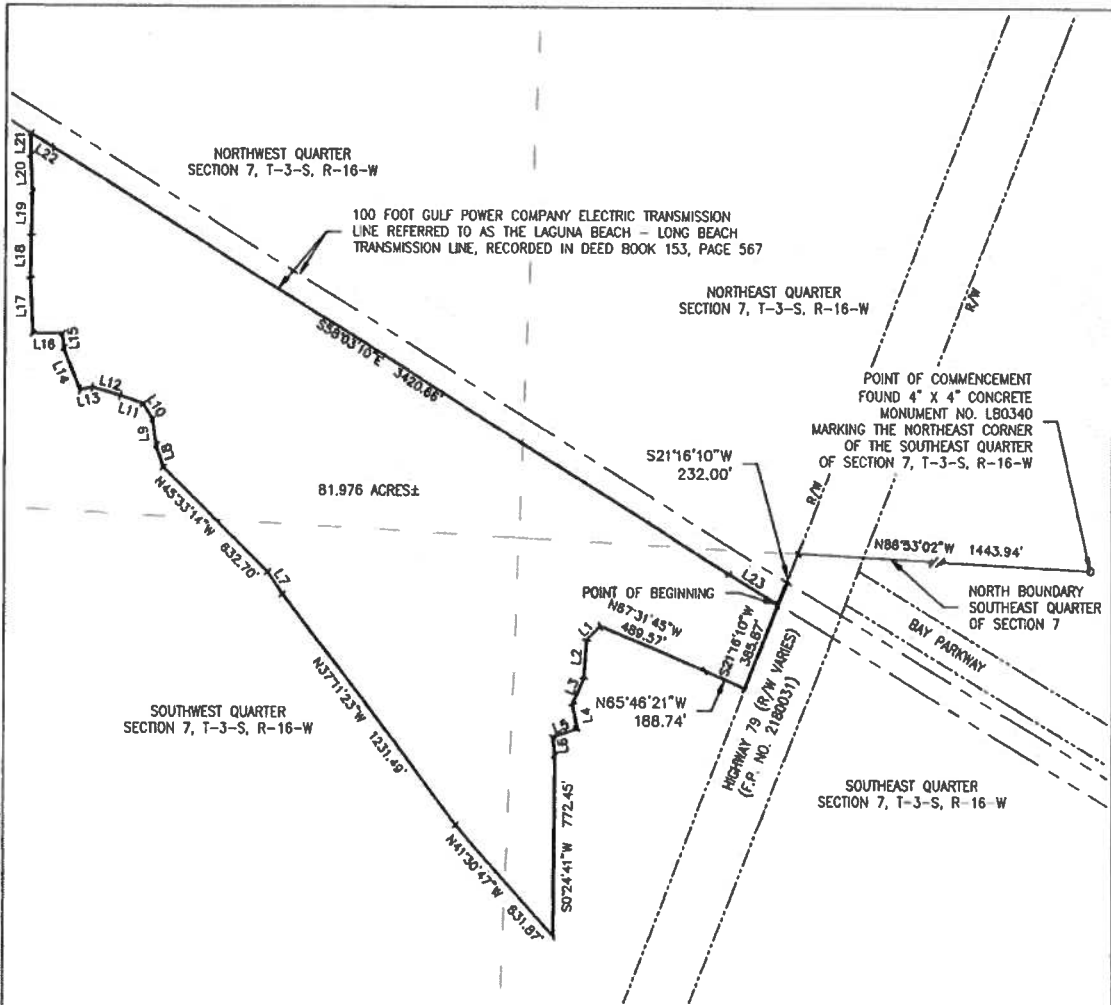 NORTHWEST QUARTER
SECTION 7, T-3-S, R-16-W
100 FOOT GULF POWER COMPANY ELECTRIC TRANSMISSION
LINE REFERRED TO AS THE LAGUNA BEACH - LONG BEACH
TRANSMISSION LINE, RECORDED IN DEED BOOK 153, PAGE 567
NORTHEAST QUARTER
SECTION 7, T-3-S, R-16-W
R/W
POINT OF COMMENCEMENT
FOUND 4" X 4" CONCRETE
MONUMENT NO. LB0340
MARKING THE NORTHEAST CORNER
OF THE SOUTHEAST QUARTER
OF SECTION 7, T-3-S, R-16-W
L21
L22
L20
L19
L18
L17
L16
L15
L14
L13
L12
L11
L10
L9
L8
S58°03'10"E 3420.66'
S21°16'10"W
232.00'
R/W
N86°53'02"W 1443.94'
81.976 ACRES±
N45°33'14"W 832.70'
L7
L23
POINT OF BEGINNING
NORTH BOUNDARY
SOUTHEAST QUARTER
OF SECTION 7
BAY PARKWAY
N67°31'45"W
489.57'
S21°16'10"W
385.87'
L1
L2
L3
L4
L5
L6
N65°46'21"W
188.74'
N37°11'23"W 1231.49'
SOUTHWEST QUARTER
SECTION 7, T-3-S, R-16-W
HIGHWAY 79 (R/W VARIES)
(F.P. NO. 2180031)
SOUTHEAST QUARTER
SECTION 7, T-3-S, R-16-W
S0°24'41"W 772.45'
N41°30'47"W 831.87'